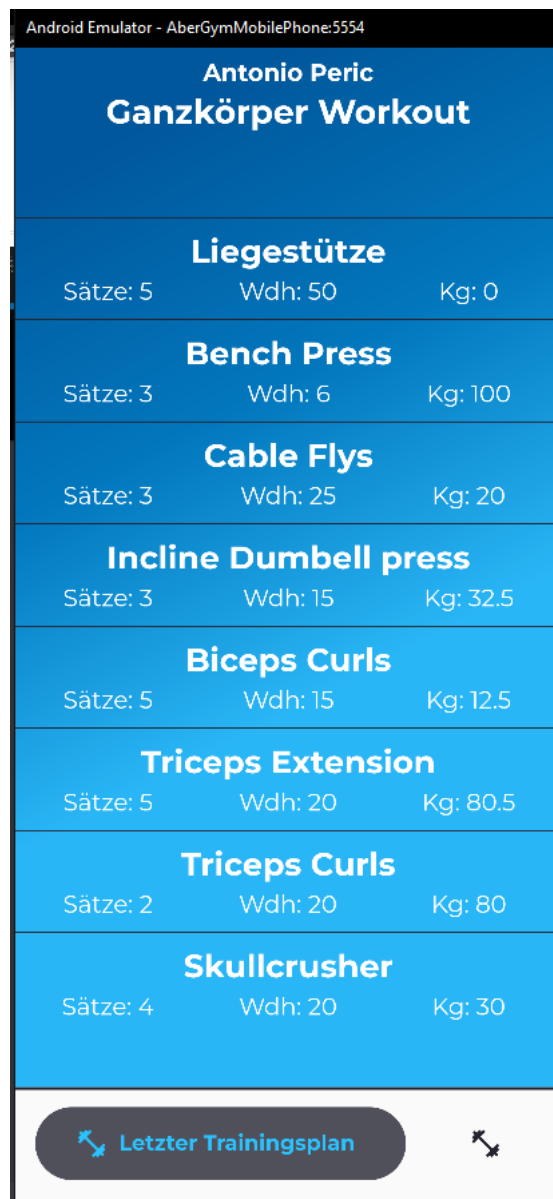 Android Emulator - AberGymMobilePhone:5554
Antonio Peric
Ganzkörper Workout
Liegestütze
Sätze: 5 Wdh: 50 Kg: 0
Bench Press
Sätze: 3 Wdh: 6 Kg: 100
Cable Flys
Sätze: 3 Wdh: 25 Kg: 20
Incline Dumbell press
Sätze: 3 Wdh: 15 Kg: 32.5
Biceps Curls
Sätze: 5 Wdh: 15 Kg: 12.5
Triceps Extension
Sätze: 5 Wdh: 20 Kg: 80.5
Triceps Curls
Sätze: 2 Wdh: 20 Kg: 80
Skullcrusher
Sätze: 4 Wdh: 20 Kg: 30
Letzter Trainingsplan